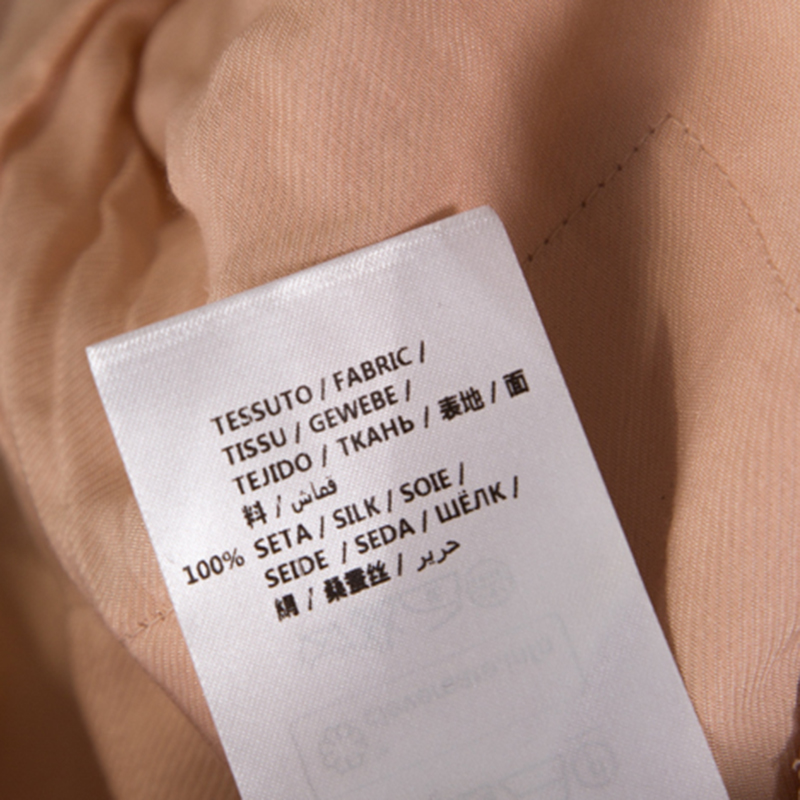 TESSUTO / FABRIC /
TISSU / GEWEBE /
TEJIDO / ТКАНЬ / 表地 / 面
料 / قماش
100% SETA / SILK / SOIE /
SEIDE / SEDA / ШЁЛК /
絹 / 桑蚕丝 / حرير